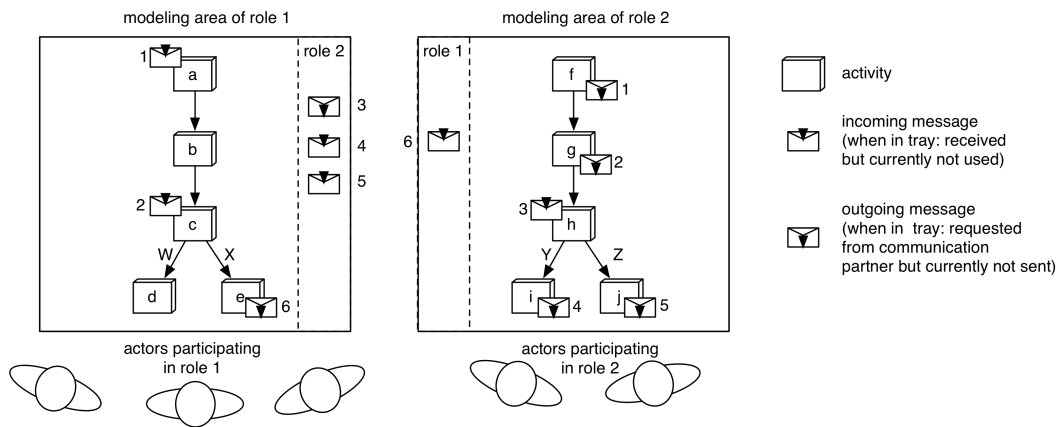 modeling area of role 1
role 2
1
a
3
b
4
5
2
c
W
X
d
e
6
actors participating
in role 1
modeling area of role 2
role 1
f
1
6
g
2
3
h
Y
Z
i
4
j
5
actors participating
in role 2
activity
incoming message
(when in tray: received
but currently not used)
outgoing message
(when in tray: requested
from communication
partner but currently not sent)